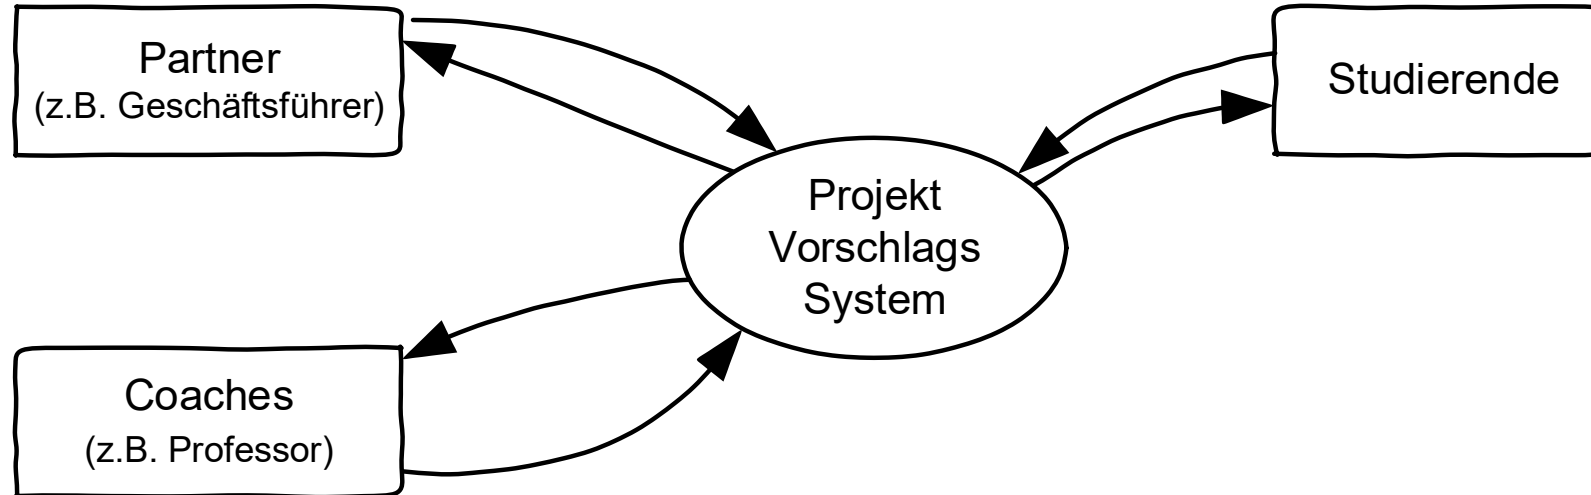 Partner
(z.B. Geschäftsführer)
Studierende
Projekt
Vorschlags
System
Coaches
(z.B. Professor)